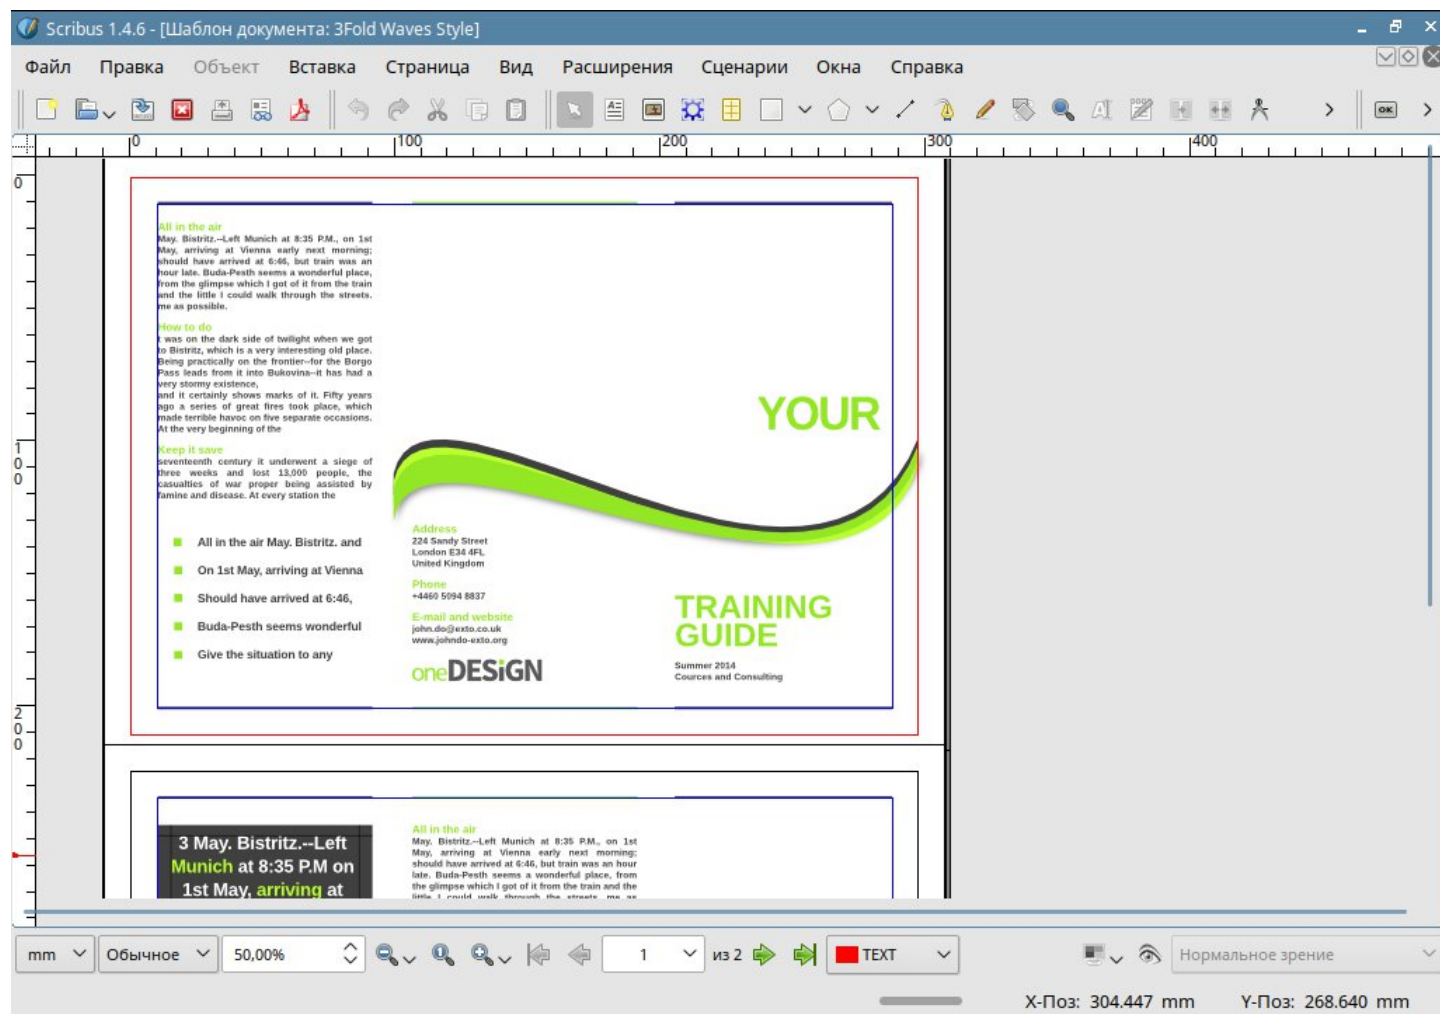 Scribus 1.4.6 - [Шаблон документа: 3Fold Waves Style]
Файл Правка Объект Вставка Страница Вид Расширения Сценарии Окна Справка
OK
0 100 200 300 400
0
100
200
All in the air
May. Bistritz.--Left Munich at 8:35 P.M., on 1st
May, arriving at Vienna early next morning;
should have arrived at 6:46, but train was an
hour late. Buda-Pesth seems a wonderful place,
from the glimpse which I got of it from the train
and the little I could walk through the streets.
me as possible.
How to do
t was on the dark side of twilight when we got
to Bistritz, which is a very interesting old place.
Being practically on the frontier--for the Borgo
Pass leads from it into Bukovina--it has had a
very stormy existence,
and it certainly shows marks of it. Fifty years
ago a series of great fires took place, which
made terrible havoc on five separate occasions.
At the very beginning of the
Keep it save
seventeenth century it underwent a siege of
three weeks and lost 13,000 people, the
casualties of war proper being assisted by
famine and disease. At every station the
All in the air May. Bistritz. and
On 1st May, arriving at Vienna
Should have arrived at 6:46,
Buda-Pesth seems wonderful
Give the situation to any
Address
224 Sandy Street
London E34 4FL
United Kingdom
Phone
+4460 5094 8837
E-mail and website
john.do@exto.co.uk
www.johndo-exto.org
oneDESiGN
YOUR
TRAINING
GUIDE
Summer 2014
Cources and Consulting
3 May. Bistritz.--Left
Munich at 8:35 P.M on
1st May, arriving at
All in the air
May. Bistritz.--Left Munich at 8:35 P.M., on 1st
May, arriving at Vienna early next morning;
should have arrived at 6:46, but train was an hour
late. Buda-Pesth seems a wonderful place, from
the glimpse which I got of it from the train and the
little I could walk through the streets. me as
mm Обычное 50,00% 1 из 2 TEXT Нормальное зрение
X-Поз: 304.447 mm Y-Поз: 268.640 mm